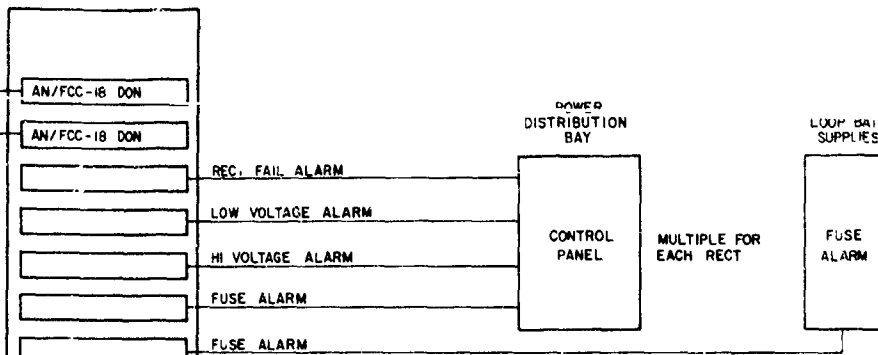 AN/FCC-18 DON
AN/FCC-18 DON
POWER
DISTRIBUTION
BAY
LOOP BAT
SUPPLIES
REC. FAIL ALARM
LOW VOLTAGE ALARM
HI VOLTAGE ALARM
FUSE ALARM
FUSE ALARM
CONTROL
PANEL
MULTIPLE FOR
EACH RECT
FUSE
ALARM